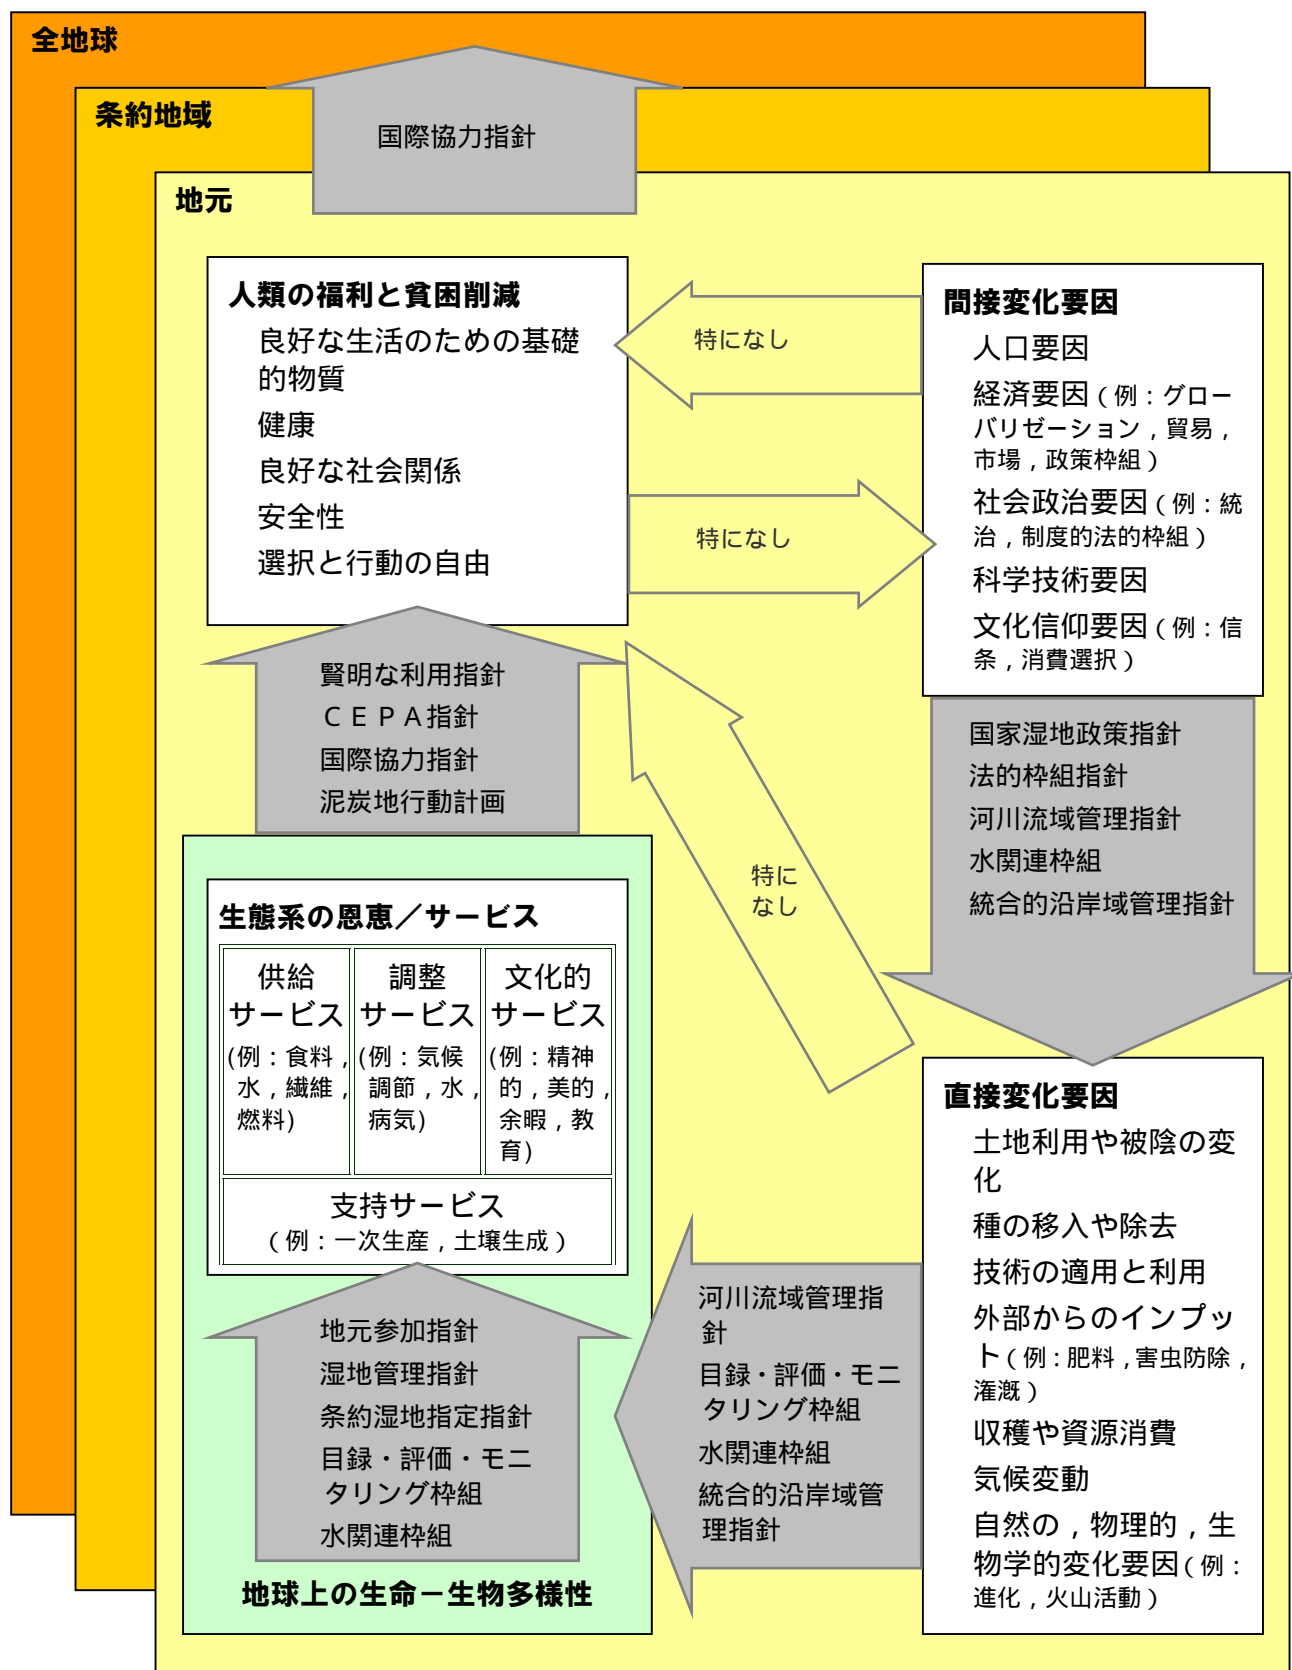 全地球
条約地域
国際協力指針
地元
人類の福利と貧困削減
良好な生活のための基礎
的物質
健康
良好な社会関係
安全性
選択と行動の自由
特になし
特になし
間接変化要因
人口要因
経済要因（例：グロー
バリゼーション，貿易，
市場，政策枠組）
社会政治要因（例：統
治，制度的法的枠組）
科学技術要因
文化信仰要因（例：信
条，消費選択）
賢明な利用指針
ＣＥＰＡ指針
国際協力指針
泥炭地行動計画
特に
なし
国家湿地政策指針
法的枠組指針
河川流域管理指針
水関連枠組
統合的沿岸域管理指針
生態系の恩恵／サービス
供給
サービス
(例：食料，
水，繊維，
燃料)
調整
サービス
(例：気候
調節，水，
病気)
文化的
サービス
(例：精神
的，美的，
余暇，教
育)
支持サービス
（例：一次生産，土壌生成）
地元参加指針
湿地管理指針
条約湿地指定指針
目録・評価・モニ
タリング枠組
水関連枠組
地球上の生命－生物多様性
河川流域管理指
針
目録・評価・モニ
タリング枠組
水関連枠組
統合的沿岸域管
理指針
直接変化要因
土地利用や被陰の変
化
種の移入や除去
技術の適用と利用
外部からのインプッ
ト（例：肥料，害虫防除，
潅漑）
収穫や資源消費
気候変動
自然の，物理的，生
物学的変化要因（例：
進化，火山活動）